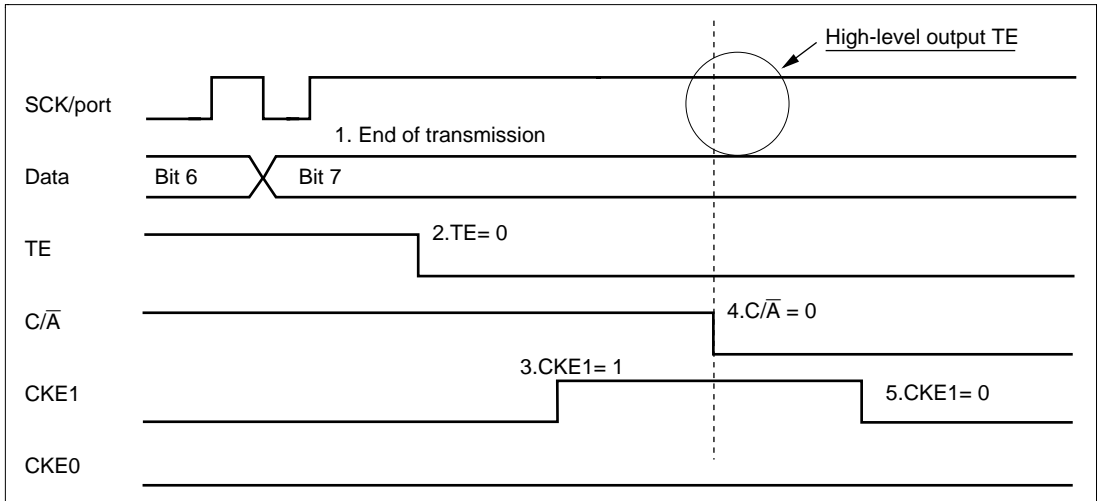 High-level output TE
SCK/port
1. End of transmission
Data
Bit 6
Bit 7
TE
2.TE= 0
C/A̅
4.C/A̅ = 0
3.CKE1= 1
CKE1
5.CKE1= 0
CKE0